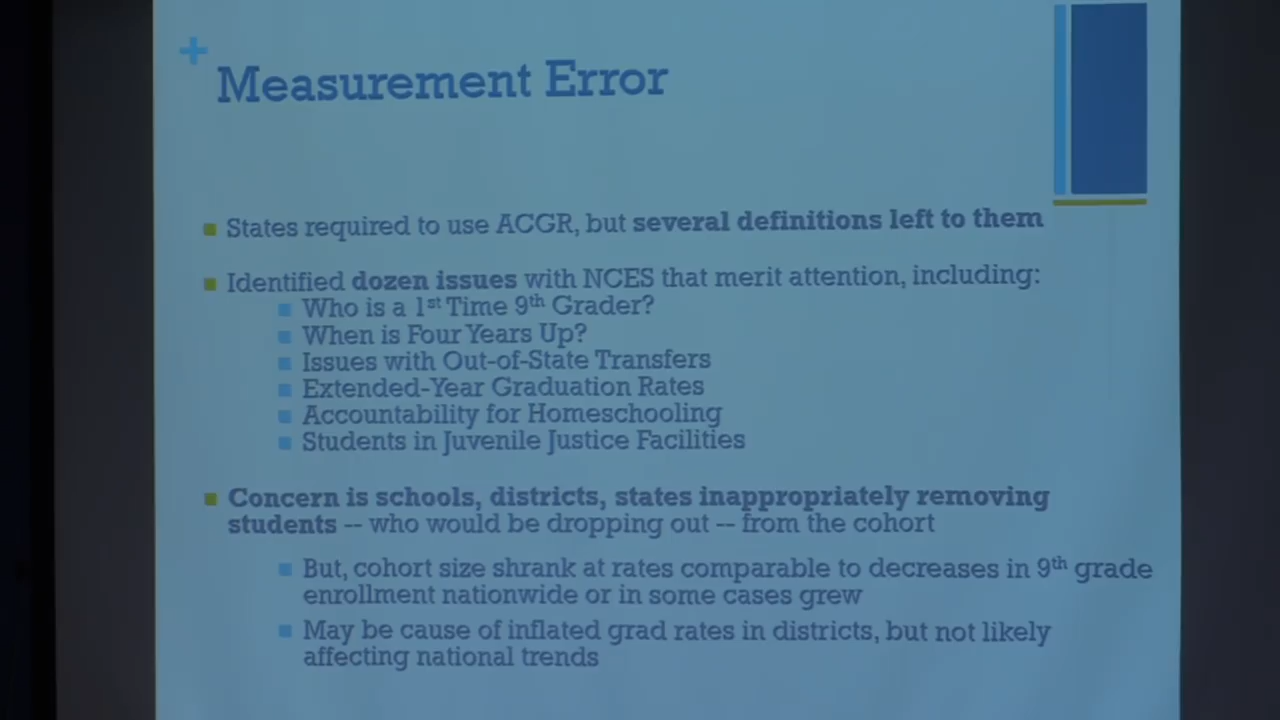 +
Measurement Error
States required to use ACGR, but several definitions left to them
Identified dozen issues with NCES that merit attention, including:
Who is a 1st Time 9th Grader?
When is Four Years Up?
Issues with Out-of-State Transfers
Extended-Year Graduation Rates
Accountability for Homeschooling
Students in Juvenile Justice Facilities
Concern is schools, districts, states inappropriately removing
students -- who would be dropping out -- from the cohort
But, cohort size shrank at rates comparable to decreases in 9th grade
enrollment nationwide or in some cases grew
May be cause of inflated grad rates in districts, but not likely
affecting national trends